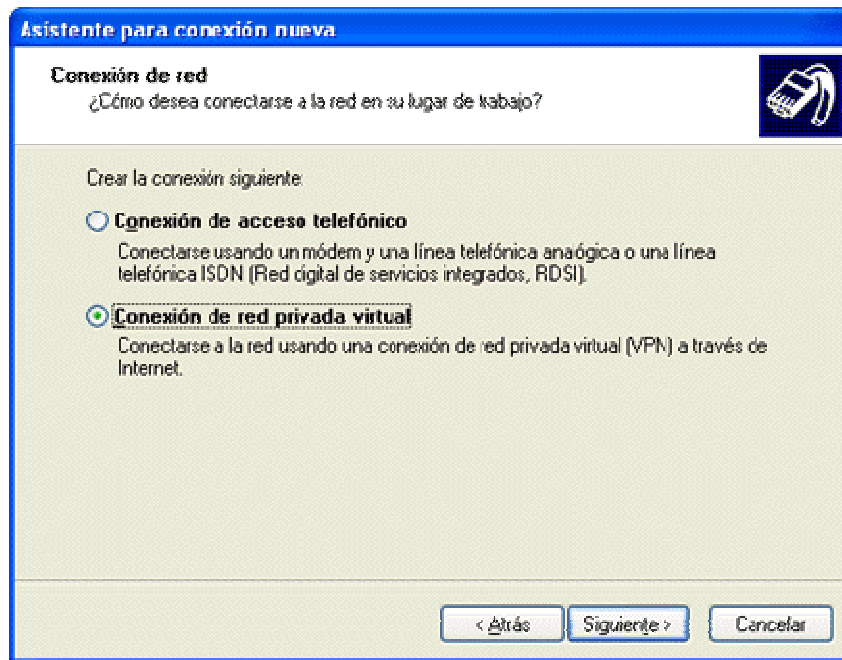 Asistente para conexión nueva
Conexión de red
¿Cómo desea conectarse a la red en su lugar de trabajo?
Crear la conexión siguiente:
Conexión de acceso telefónico
Conectarse usando un módem y una línea telefónica analógica o una línea
telefónica ISDN (Red digital de servicios integrados, RDSI).
Conexión de red privada virtual
Conectarse a la red usando una conexión de red privada virtual (VPN) a través de
Internet.
< Atrás
Siguiente >
Cancelar